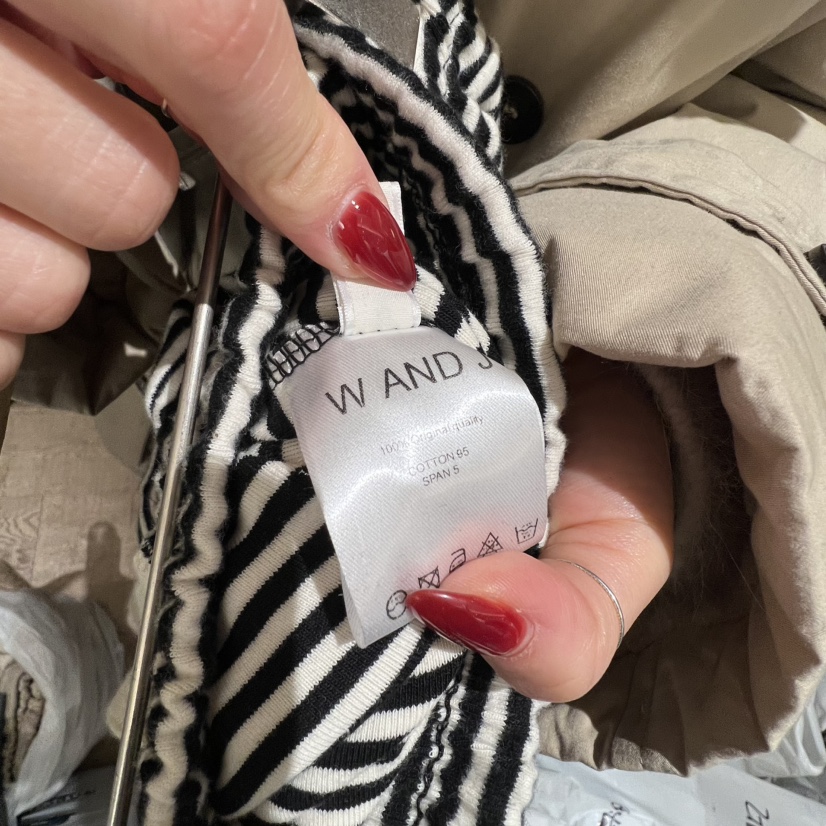 W AND J
100% Original quality
COTTON 95
SPAN 5